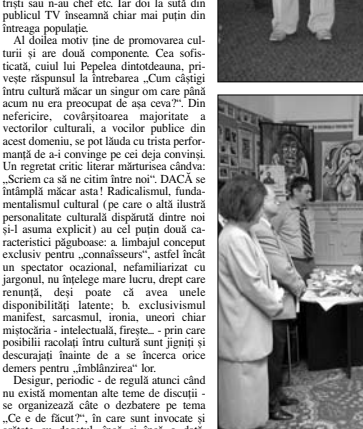 triști sau n-au chef etc. Iar doi la sută din
publicul TV înseamnă chiar mai puțin din
întreaga populație.
Al doilea motiv ține de promovarea cul-
turii și are două componente. Cea sofis-
ticată, cuiul lui Pepelea dintotdeauna, pri-
vește răspunsul la întrebarea „Cum câștigi
întru cultură măcar un singur om care până
acum nu era preocupat de așa ceva?“. Din
nefericire, covârșitoarea majoritate a
vectorilor culturali, a vocilor publice din
acest domeniu, se pot lăuda cu trista perfor-
manță de a-i convinge pe cei deja convinși.
Un regretat critic literar mărturisea cândva:
„Scriem ca să ne citim între noi“. DACĂ se
întâmplă măcar asta! Radicalismul, funda-
mentalismul cultural (pe care o altă ilustră
personalitate culturală dispărută dintre noi
și-l asuma explicit) au cel puțin două ca-
racteristici păguboase: a. limbajul conceput
exclusiv pentru „connaîsseurs“, astfel încât
un spectator ocazional, nefamiliarizat cu
jargonul, nu înțelege mare lucru, drept care
renunță, deși poate că avea unele
disponibilități latente; b. exclusivismul
manifest, sarcasmul, ironia, uneori chiar
miștocăria - intelectuală, firește... - prin care
posibilii racolați întru cultură sunt jigniți și
descurajați înainte de a se încerca orice
demers pentru „îmblânzirea“ lor.
Desigur, periodic - de regulă atunci când
nu există momentan alte teme de discuții -
se organizează câte o dezbatere pe tema
„Ce e de făcut?“, în care sunt invocate și